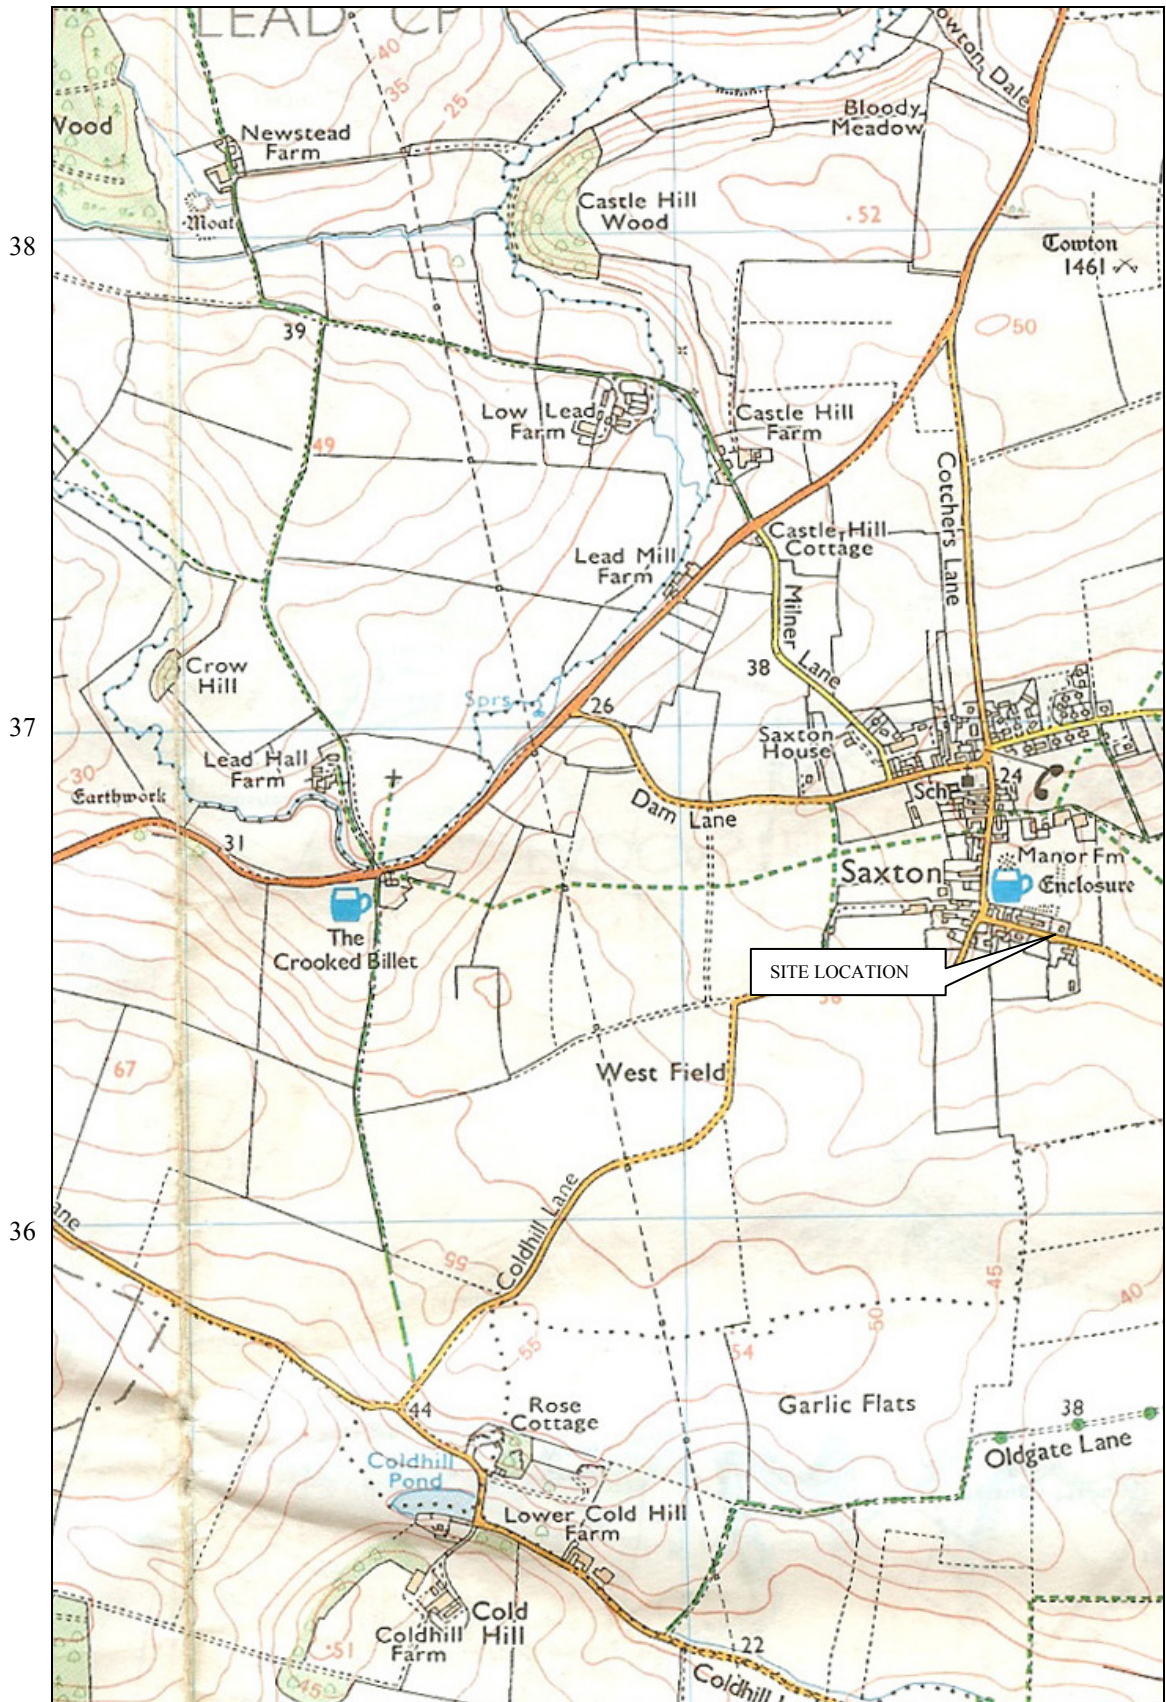 LEAD CP
40
35
25
Wood
Newstead
Farm
Moat
Bloody
Meadow
Castle Hill
Wood
52
38
Towton
1461
50
39
Low Lead
Farm
Castle Hill
Farm
49
Cotchers Lane
Castle Hill
Cottage
Lead Mill
Farm
Milner Lane
38
Crow
Hill
Sprs
26
37
Saxton
House
Lead Hall
Farm
30
Earthwork
Sch
24
Dam Lane
31
Manor Fm
Saxton
Enclosure
The
Crooked Billet
SITE LOCATION
67
West Field
36
Coldhill Lane
55
45
40
50
55
54
44
Rose
Cottage
Garlic Flats
38
Oldgate Lane
Coldhill
Pond
Lower Cold Hill
Farm
Cold
Hill
Coldhill
Farm
51
45
22
Coldhill